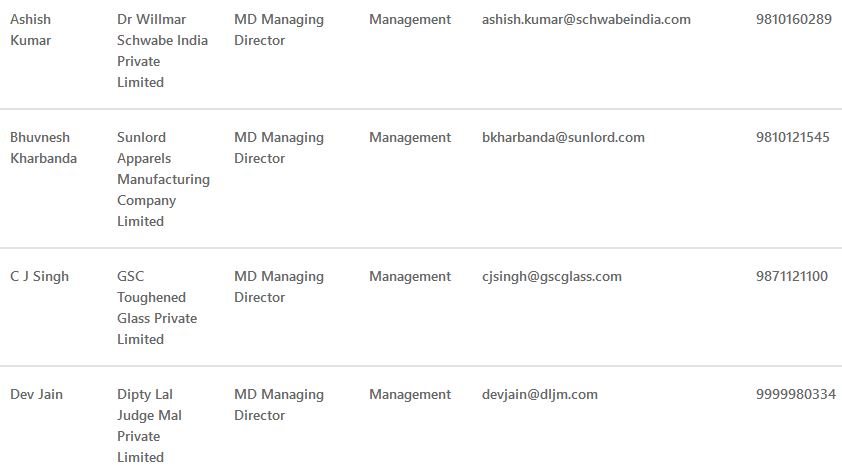 Ashish Dr Willmar MD Managing Management ashish.kumar@schwabeindia.com 9810160289
Kumar Schwabe India Director
Private
Limited
Bhuvnesh Sunlord MD Managing Management bkharbanda@sunlord.com 9810121545
Kharbanda Apparels Director
Manufacturing
Company
Limited
C J Singh GSC MD Managing Management cjsingh@gscglass.com 9871121100
Toughened Director
Glass Private
Limited
Dev Jain Dipty Lal MD Managing Management devjain@dljm.com 9999980334
Judge Mal Director
Private
Limited